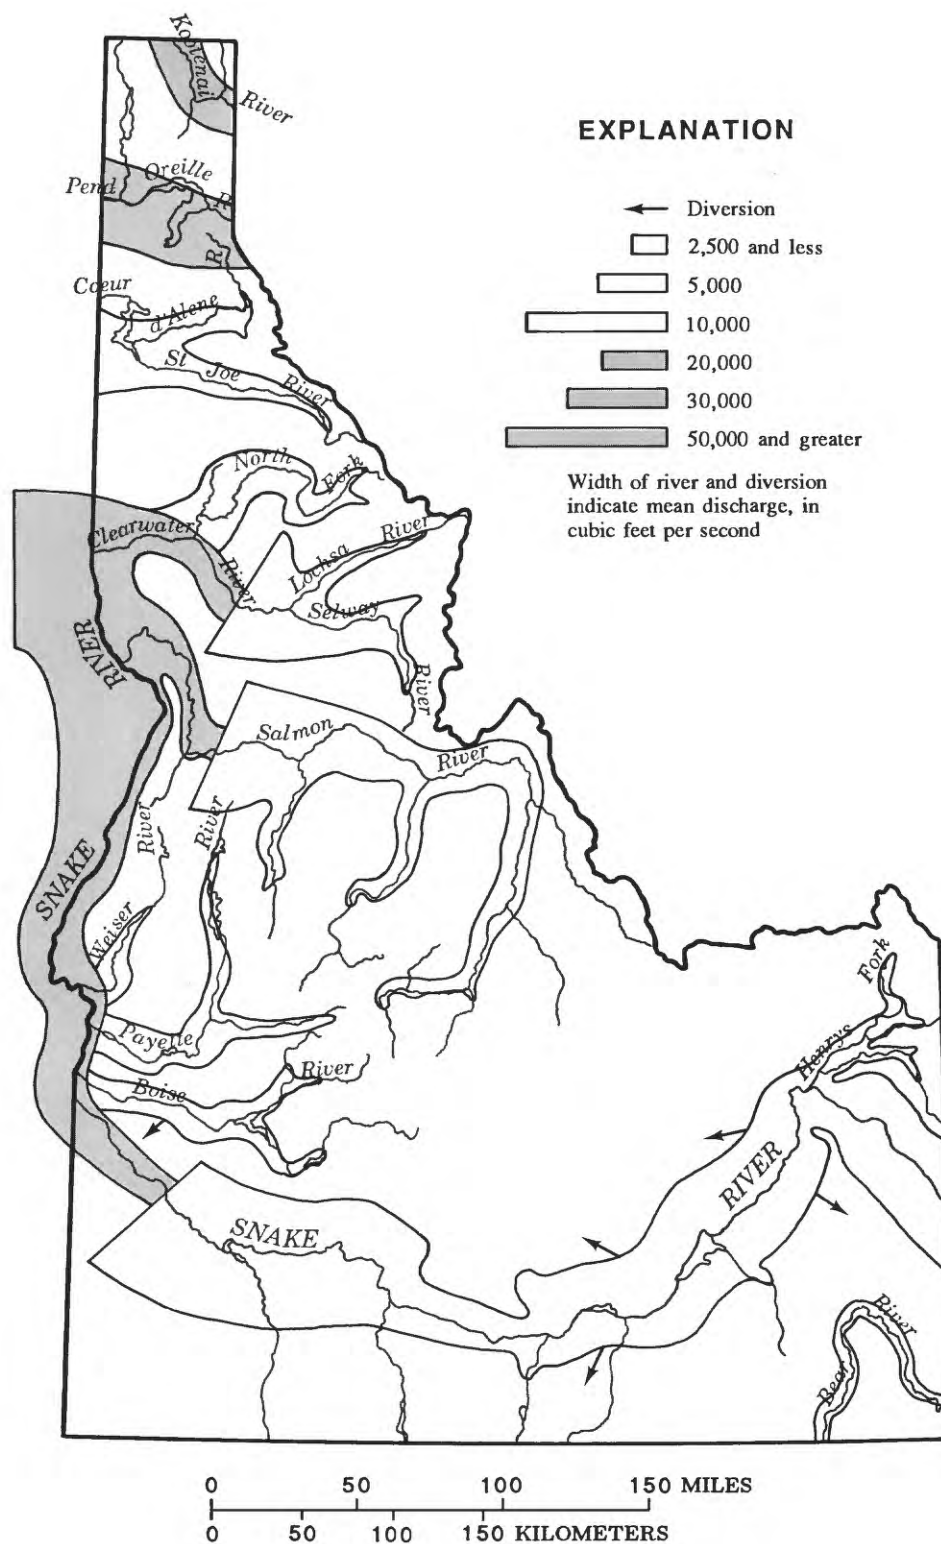 Kootenai
River
EXPLANATION
Pend
Oreille
R
Diversion
2,500 and less
R
5,000
Coeur
d'Alene
10,000
St Joe River
20,000
30,000
50,000 and greater
North
Fork
Width of river and diversion
indicate mean discharge, in
cubic feet per second
Clearwater
River
Lochsa River
Selway
River
RIVER
Salmon
River
River
River
SNAKE
Weiser
Fork
Henrys
Payette
River
Boise
RIVER
SNAKE
River
Bear
0 50 100 150 MILES
0 50 100 150 KILOMETERS